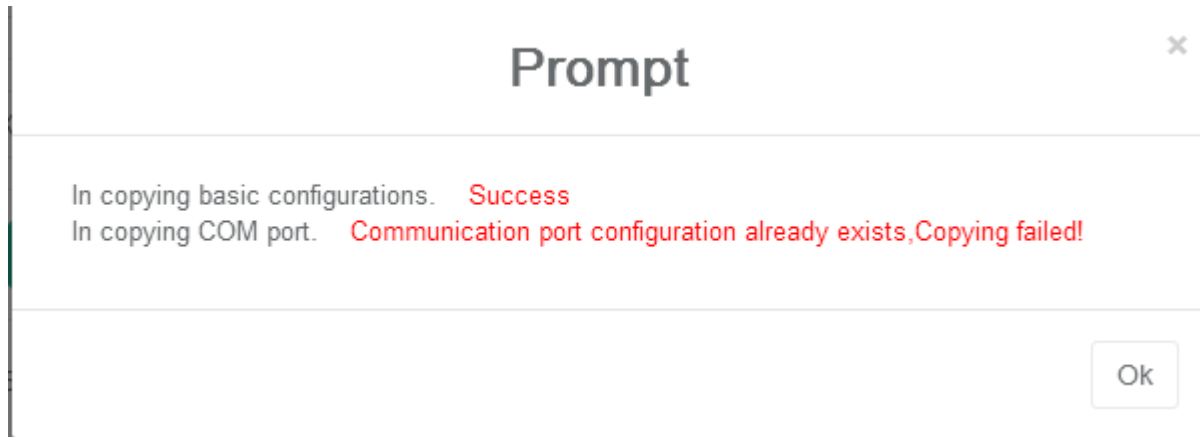 Prompt
In copying basic configurations. Success
In copying COM port. Communication port configuration already exists,Copying failed!
Ok